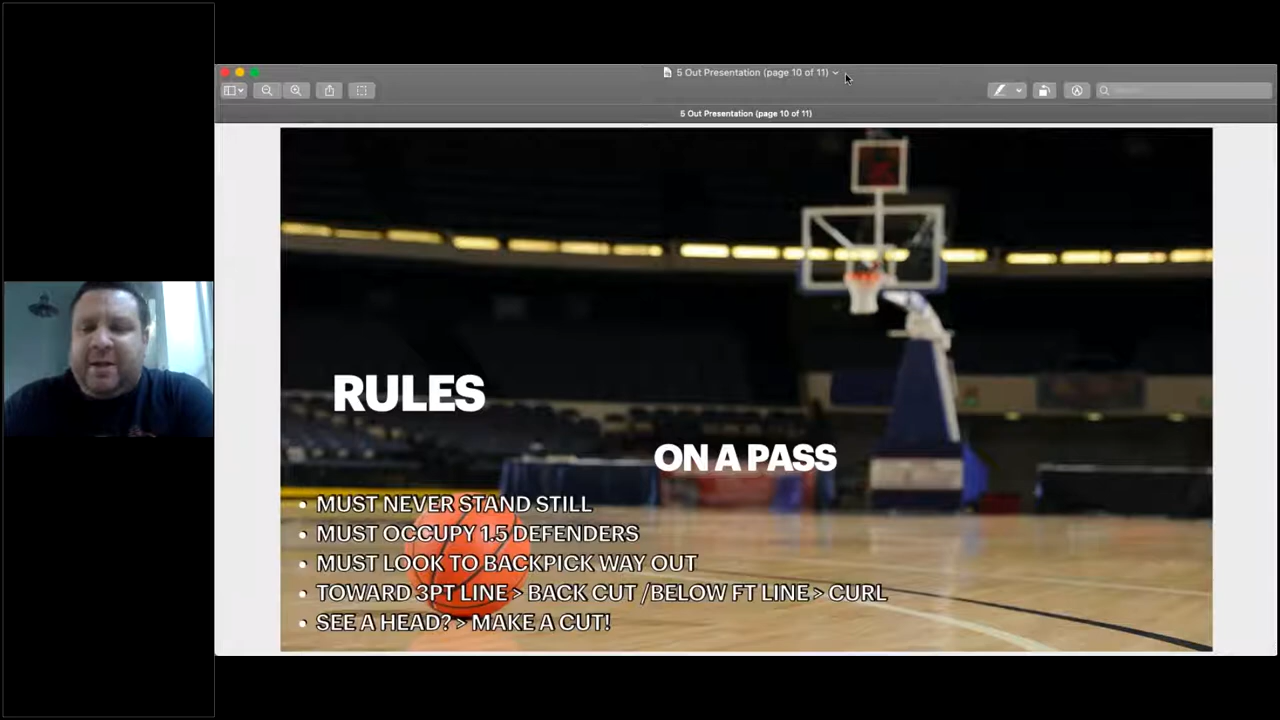 5 Out Presentation (page 10 of 11)
5 Out Presentation (page 10 of 11)
RULES
ON A PASS
• MUST NEVER STAND STILL
• MUST OCCUPY 1.5 DEFENDERS
• MUST LOOK TO BACKPICK WAY OUT
• TOWARD 3PT LINE > BACK CUT /BELOW FT LINE > CURL
• SEE A HEAD? > MAKE A CUT!